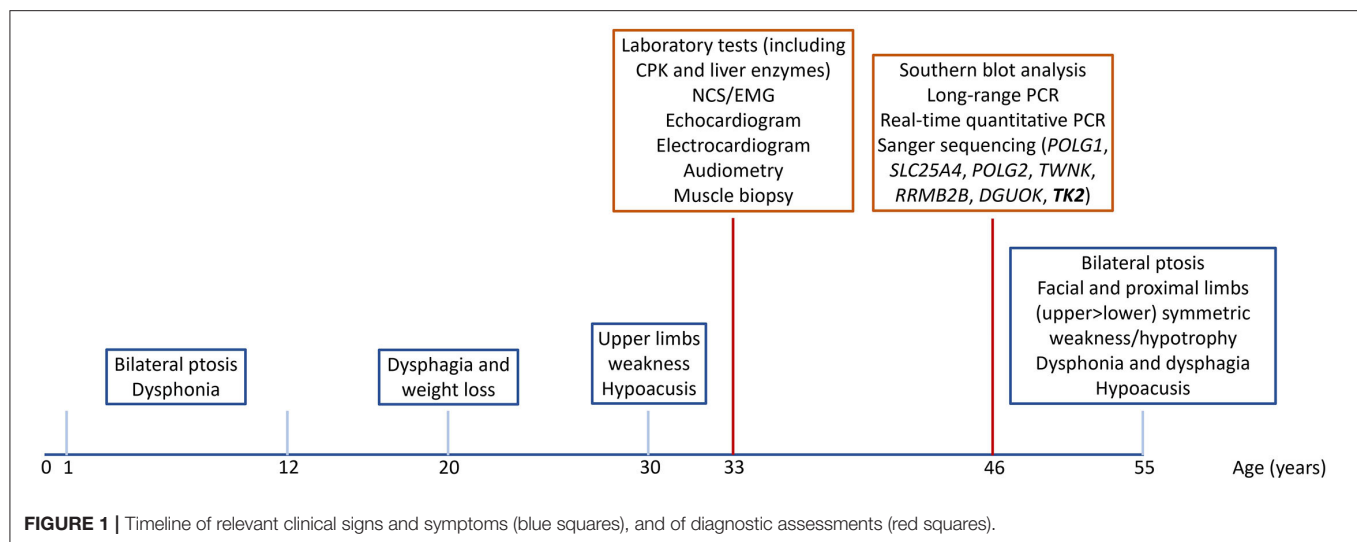 Laboratory tests (including
CPK and liver enzymes)
NCS/EMG
Echocardiogram
Electrocardiogram
Audiometry
Muscle biopsy
Southern blot analysis
Long-range PCR
Real-time quantitative PCR
Sanger sequencing (POLG1,
SLC25A4, POLG2, TWNK,
RRMB2B, DGUOK, TK2)
Bilateral ptosis
Dysphonia
Dysphagia and
weight loss
Upper limbs
weakness
Hypoacusis
Bilateral ptosis
Facial and proximal limbs
(upper>lower) symmetric
weakness/hypotrophy
Dysphonia and dysphagia
Hypoacusis
0 1 12 20 30 33 46 55 Age (years)
FIGURE 1 | Timeline of relevant clinical signs and symptoms (blue squares), and of diagnostic assessments (red squares).